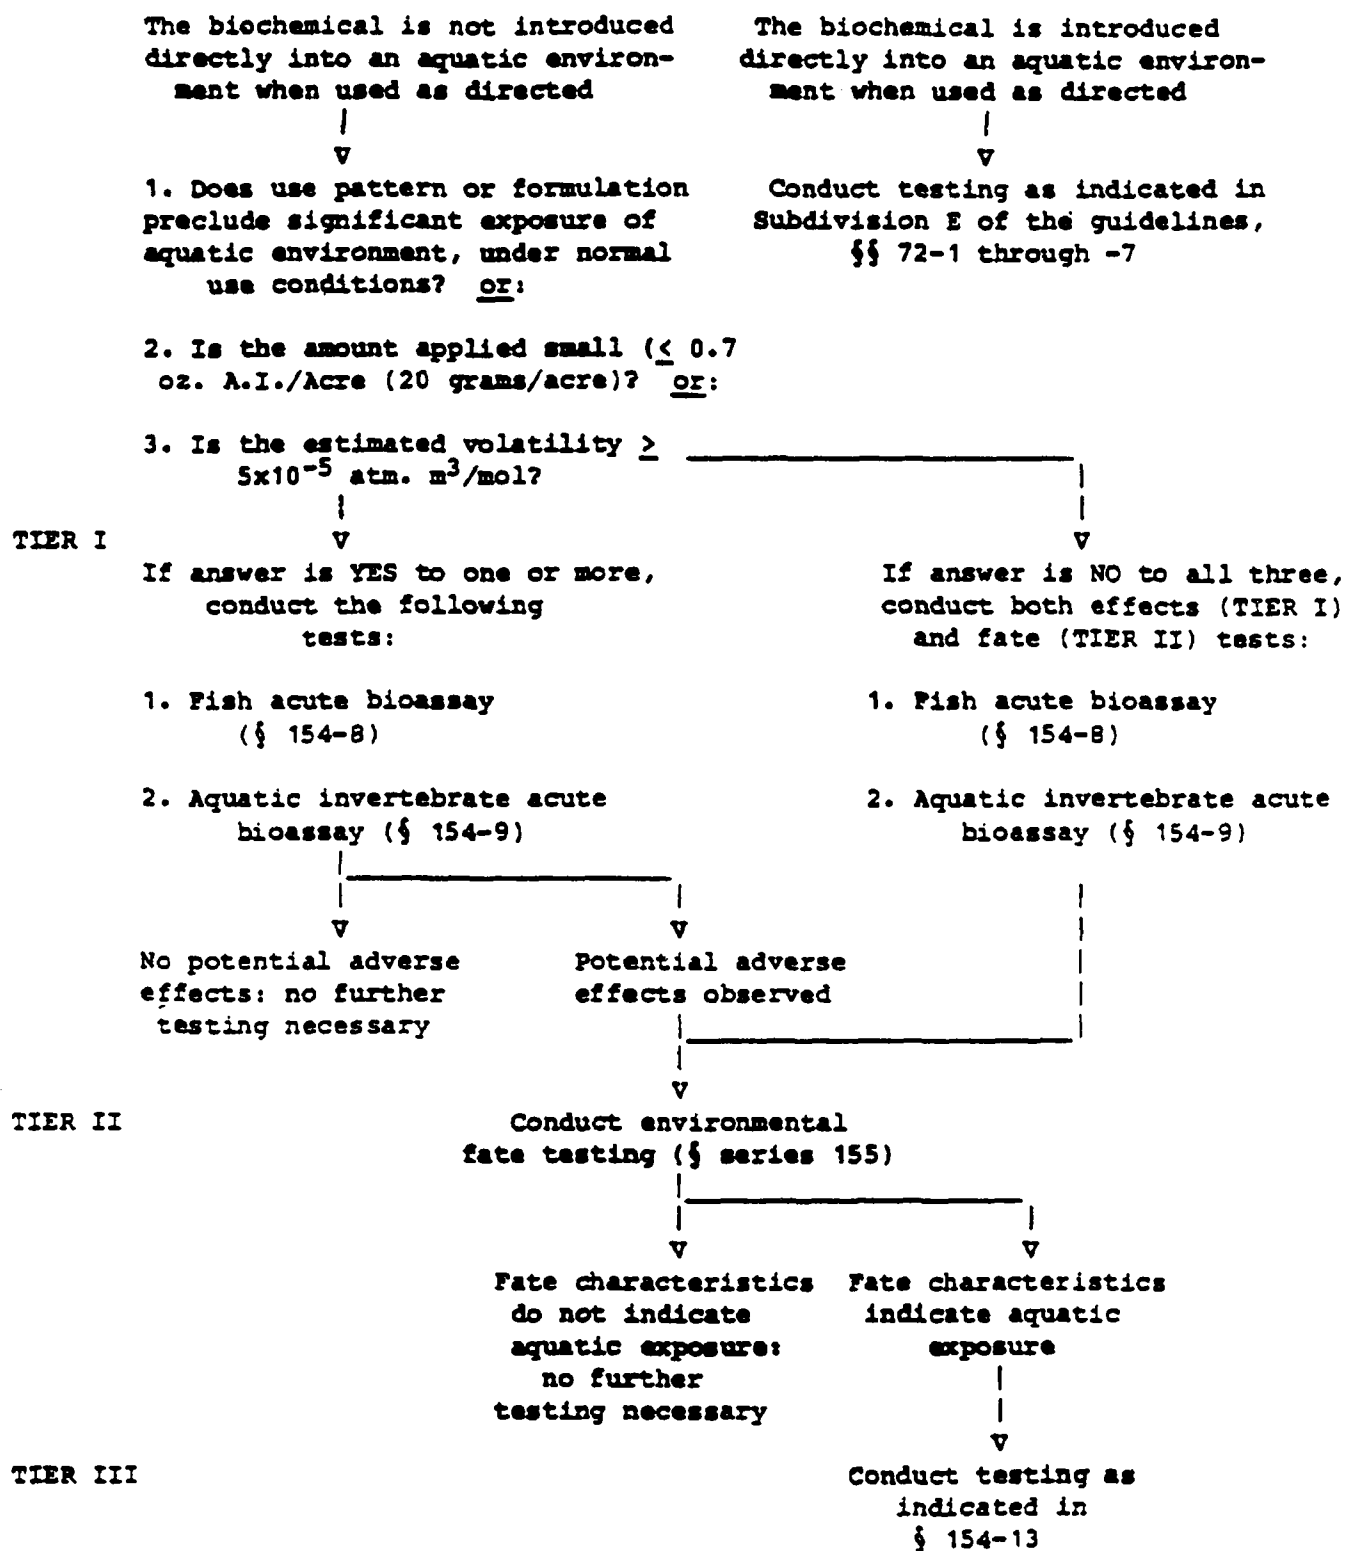 The biochemical is not introduced
directly into an aquatic environ-
ment when used as directed
The biochemical is introduced
directly into an aquatic environ-
ment when used as directed
1. Does use pattern or formulation
preclude significant exposure of
aquatic environment, under normal
use conditions? or:
Conduct testing as indicated in
Subdivision E of the guidelines,
§§ 72-1 through -7
2. Is the amount applied small (≤ 0.7
oz. A.I./Acre (20 grams/acre)? or:
3. Is the estimated volatility ≥
5x10⁻⁵ atm. m³/mol?
TIER I
If answer is YES to one or more,
conduct the following
tests:
If answer is NO to all three,
conduct both effects (TIER I)
and fate (TIER II) tests:
1. Fish acute bioassay
(§ 154-8)
1. Fish acute bioassay
(§ 154-8)
2. Aquatic invertebrate acute
bioassay (§ 154-9)
2. Aquatic invertebrate acute
bioassay (§ 154-9)
No potential adverse
effects: no further
testing necessary
Potential adverse
effects observed
TIER II
Conduct environmental
fate testing (§ series 155)
Fate characteristics
do not indicate
aquatic exposure:
no further
testing necessary
Fate characteristics
indicate aquatic
exposure
TIER III
Conduct testing as
indicated in
§ 154-13